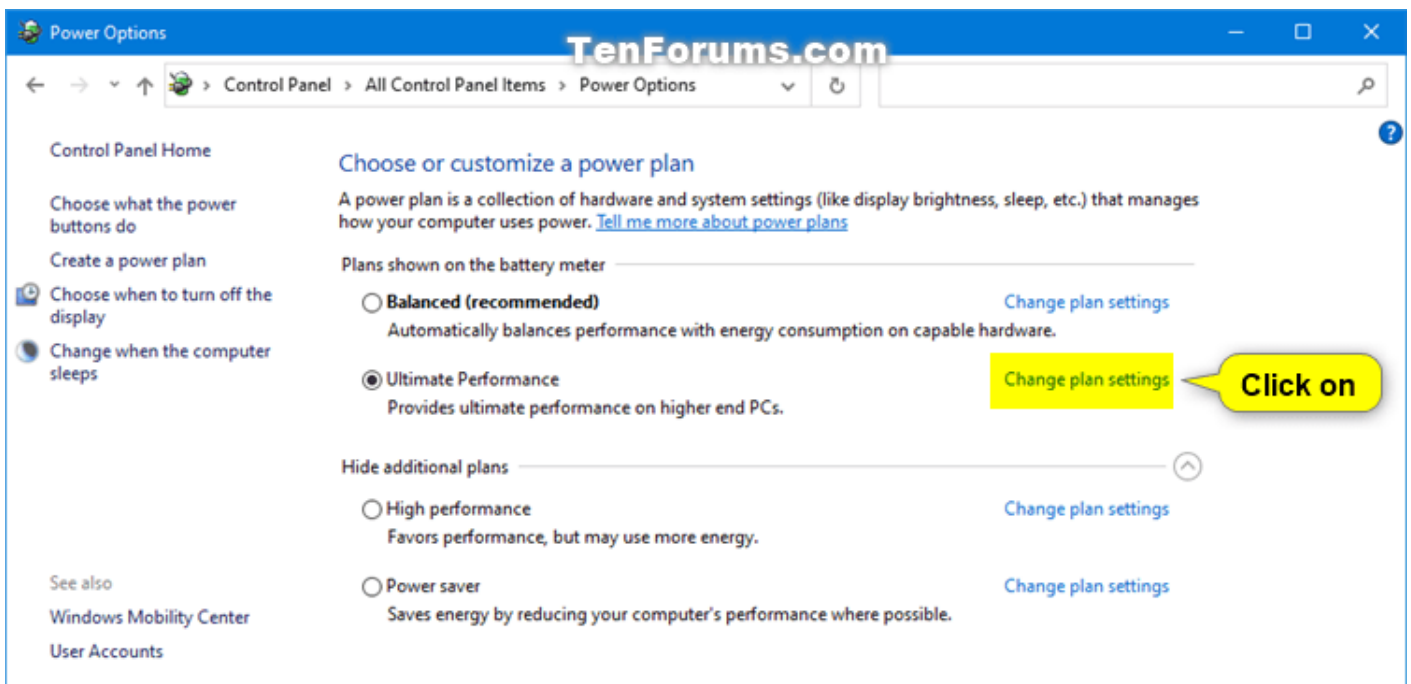 Power Options
TenForums.com
Control Panel > All Control Panel Items > Power Options
?
Control Panel Home
Choose what the power
buttons do
Create a power plan
Choose when to turn off the
display
Change when the computer
sleeps
Choose or customize a power plan
A power plan is a collection of hardware and system settings (like display brightness, sleep, etc.) that manages
how your computer uses power. Tell me more about power plans
Plans shown on the battery meter
Balanced (recommended) Change plan settings
Automatically balances performance with energy consumption on capable hardware.
Ultimate Performance Change plan settings
Click on
Provides ultimate performance on higher end PCs.
Hide additional plans
High performance Change plan settings
Favors performance, but may use more energy.
Power saver Change plan settings
Saves energy by reducing your computer's performance where possible.
See also
Windows Mobility Center
User Accounts